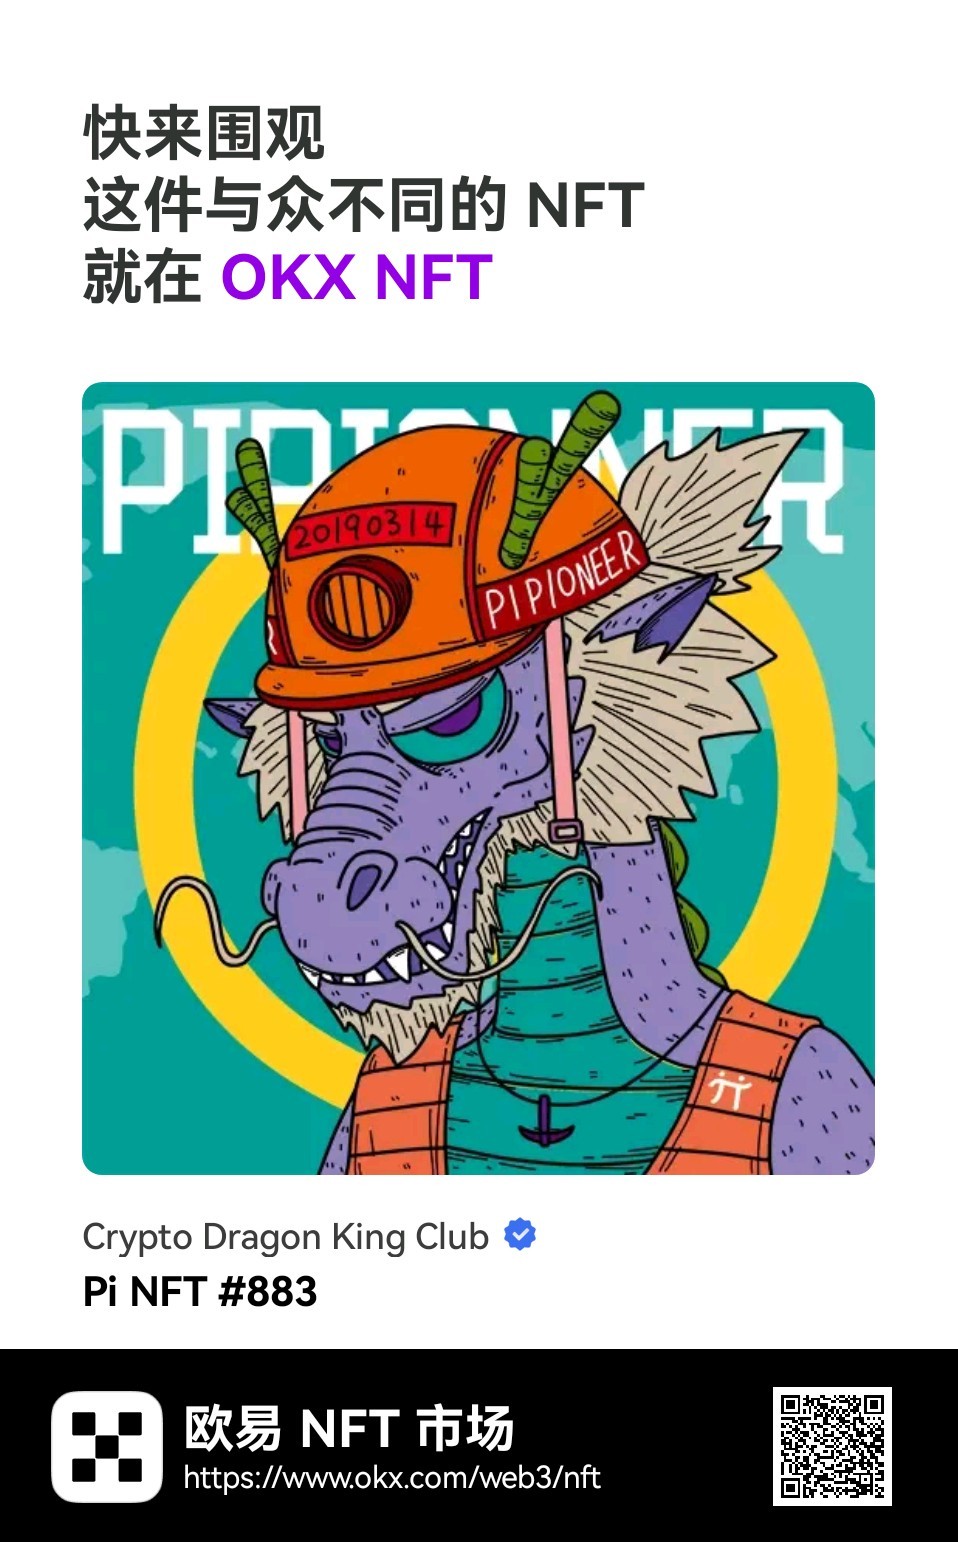 快来围观
这件与众不同的 NFT
就在 OKX NFT
20190314
PI PIONEER
R
Crypto Dragon King Club
Pi NFT #883
欧易 NFT 市场
https://www.okx.com/web3/nft